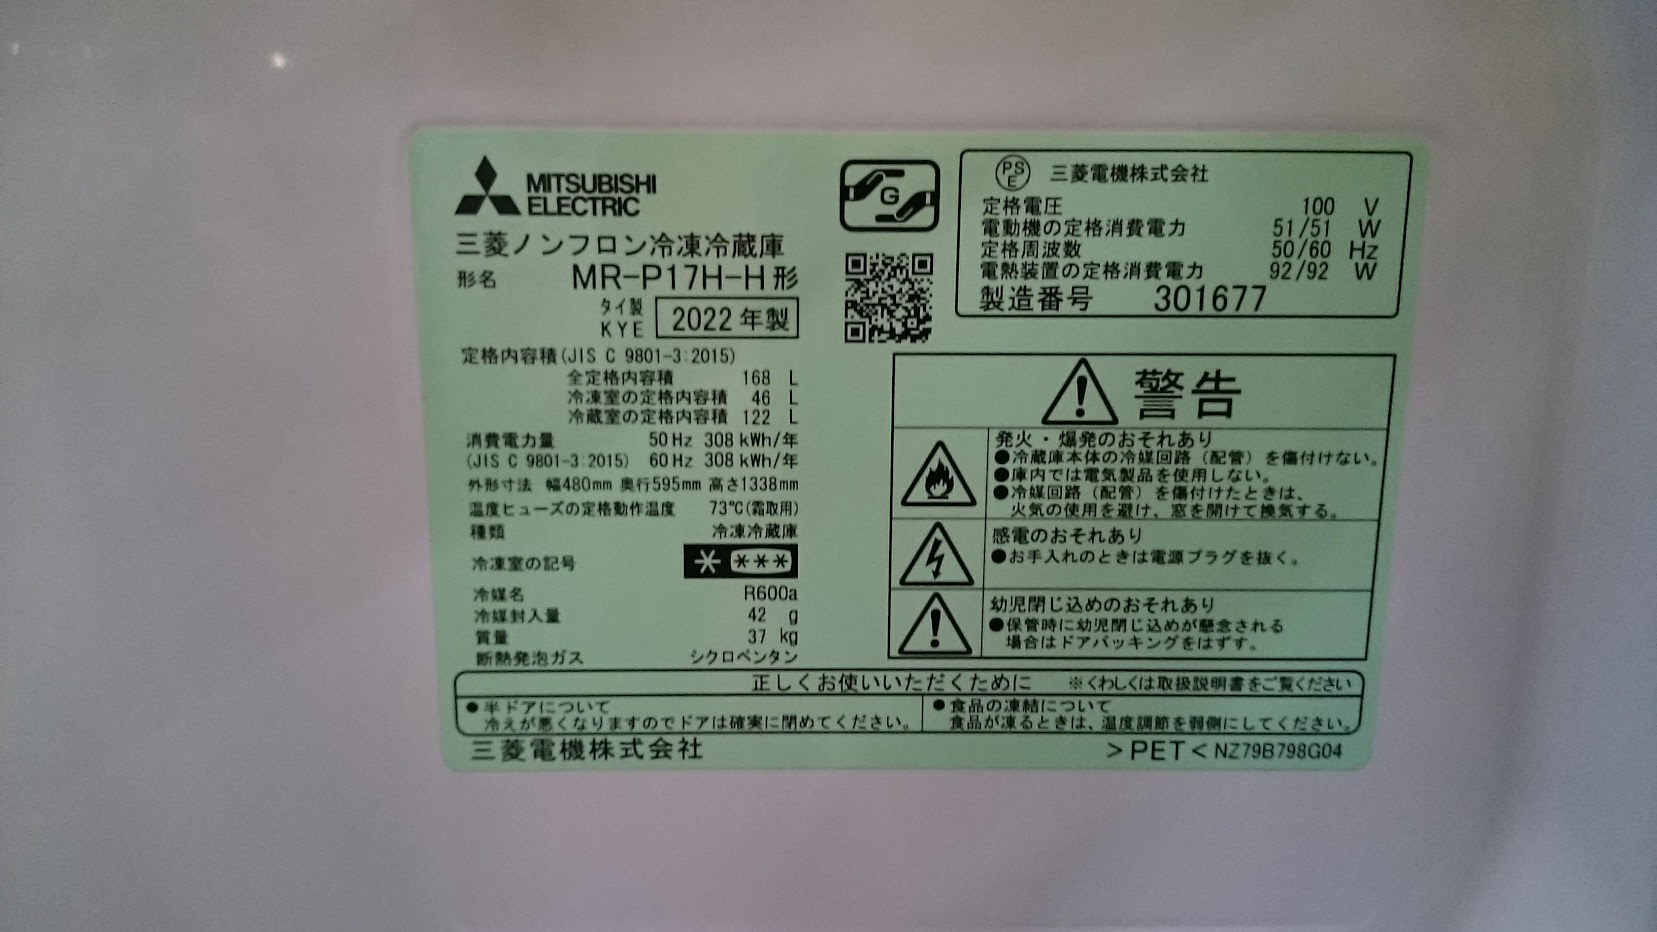 MITSUBISHI
ELECTRIC
三菱ノンフロン冷凍冷蔵庫
形名 MR-P17H-H形
タイ製
KYE 2022年製
定格内容積(JIS C 9801-3:2015)
全定格内容積 168 L
冷凍室の定格内容積 46 L
冷蔵室の定格内容積 122 L
消費電力量 50Hz 308kWh/年
(JIS C 9801-3:2015) 60Hz 308kWh/年
外形寸法 幅480mm 奥行595mm 高さ1338mm
温度ヒューズの定格動作温度 73℃(霜取用)
種類 冷凍冷蔵庫
冷凍室の記号 * ***
冷媒名 R600a
冷媒封入量 42 g
質量 37 kg
断熱発泡ガス シクロペンタン
G
PSE 三菱電機株式会社
定格電圧 100 V
電動機の定格消費電力 51/51 W
定格周波数 50/60 Hz
電熱装置の定格消費電力 92/92 W
製造番号 301677
警告
発火・爆発のおそれあり
●冷蔵庫本体の冷媒回路(配管)を傷付けない。
●庫内では電気製品を使用しない。
●冷媒回路(配管)を傷付けたときは、
火気の使用を避け、窓を開けて換気する。
感電のおそれあり
●お手入れのときは電源プラグを抜く。
幼児閉じ込めのおそれあり
●保管時に幼児閉じ込めが懸念される
場合はドアパッキングをはずす。
正しくお使いいただくために ※くわしくは取扱説明書をご覧ください
●半ドアについて
冷えが悪くなりますのでドアは確実に閉めてください。
●食品の凍結について
食品が凍るときは、温度調節を弱側にしてください。
三菱電機株式会社
>PET< NZ79B798G04